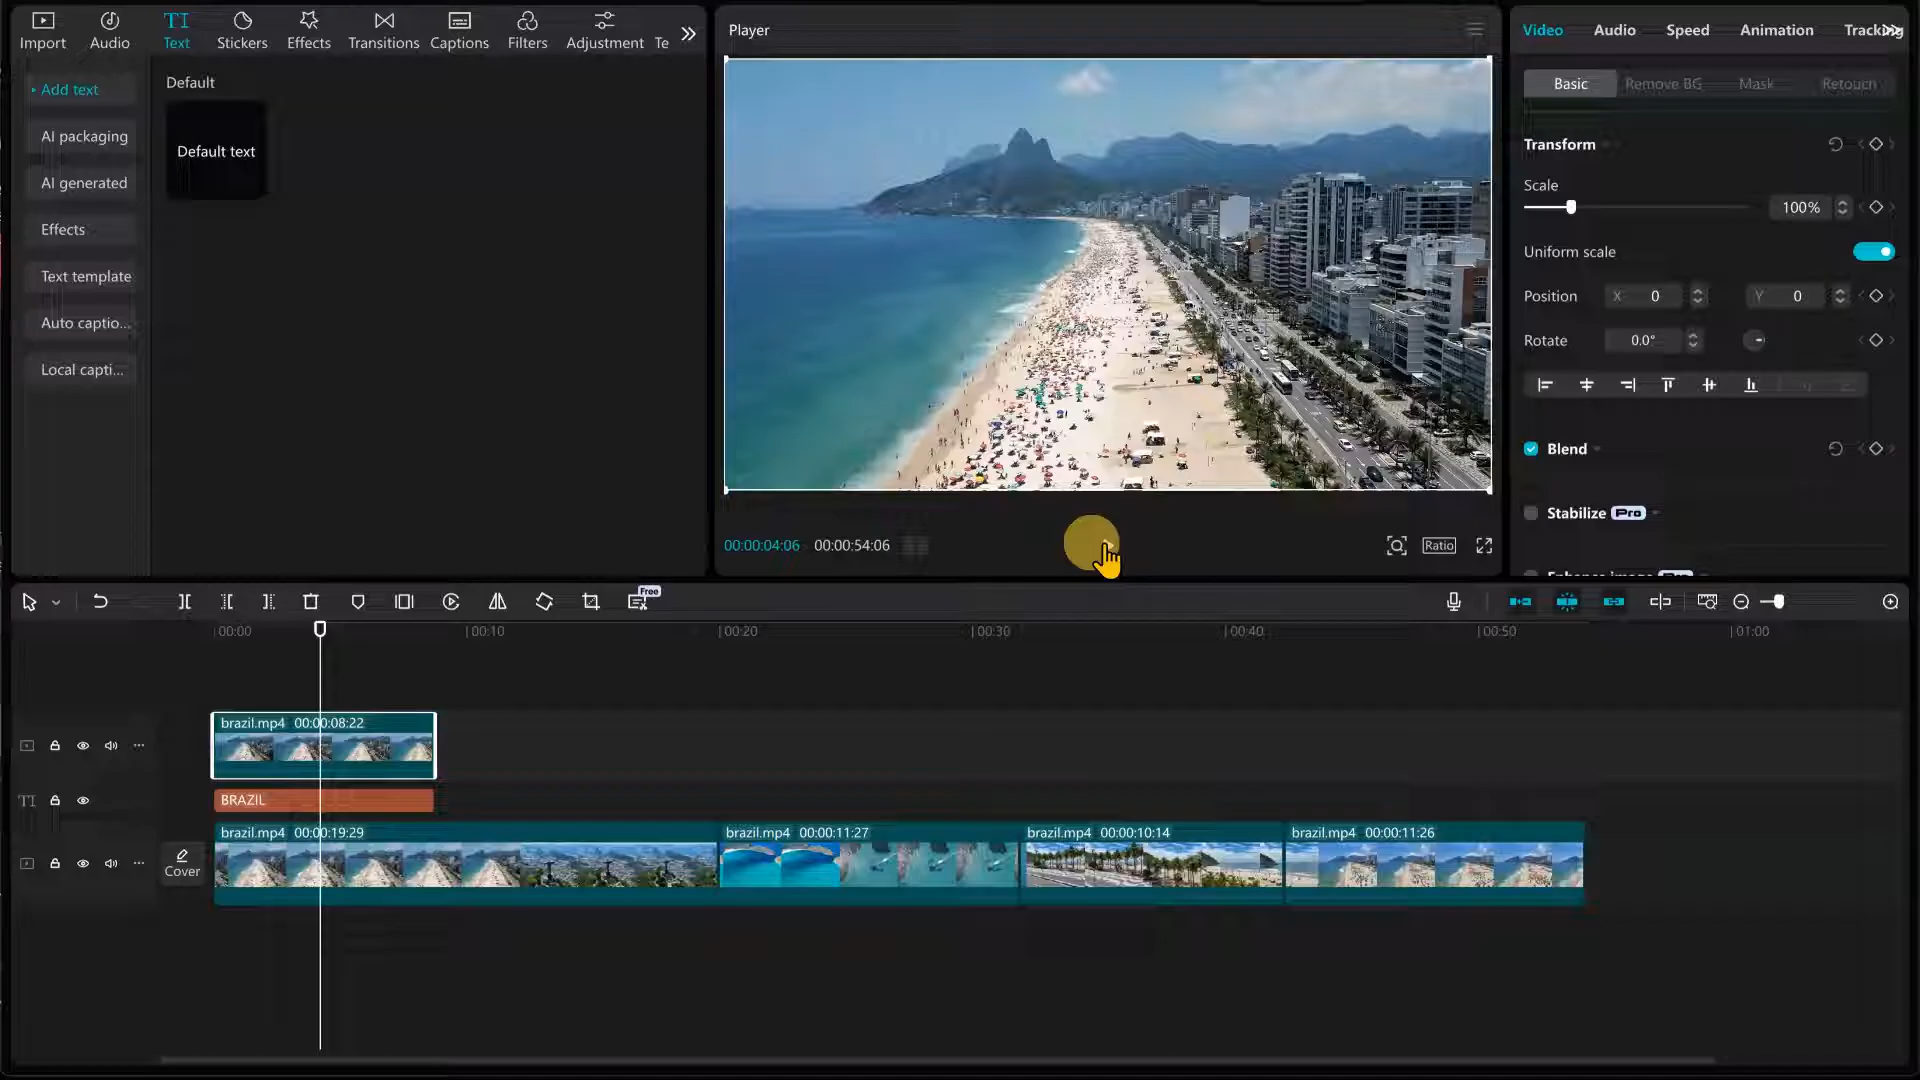 Import
Audio
TI
Text
Stickers
Effects
Transitions
Captions
Filters
Adjustment
Te
Add text
AI packaging
AI generated
Effects
Text template
Auto captio...
Local capti...
Default
Default text
Player
00:00:04:06
00:00:54:06
Ratio
Video
Audio
Speed
Animation
Basic
Remove BG
Mask
Retouch
Transform
Scale
100%
Uniform scale
Position
X 0
Y 0
Rotate
0.0°
Blend
Stabilize Pro
Free
00:00
00:10
00:20
00:30
00:40
00:50
01:00
brazil.mp4 00:00:08:22
TI
BRAZIL
Cover
brazil.mp4 00:00:19:29
brazil.mp4 00:00:11:27
brazil.mp4 00:00:10:14
brazil.mp4 00:00:11:26